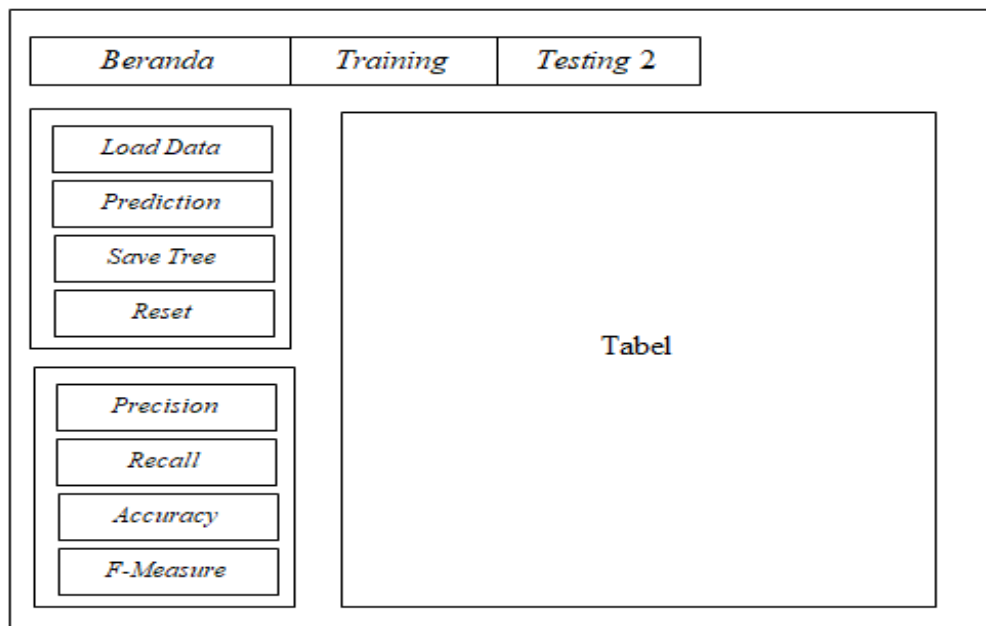 Beranda
Training
Testing 2
Load Data
Prediction
Save Tree
Reset
Precision
Recall
Accuracy
F-Measure
Tabel